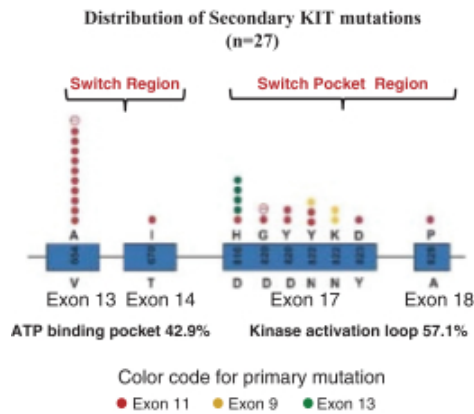 Distribution of Secondary KIT mutations
(n=27)
Switch Region
Switch Pocket Region
A I H G Y Y K D P
V T D D D N N Y A
Exon 13 Exon 14 Exon 17 Exon 18
ATP binding pocket 42.9% Kinase activation loop 57.1%
Color code for primary mutation
Exon 11 Exon 9 Exon 13